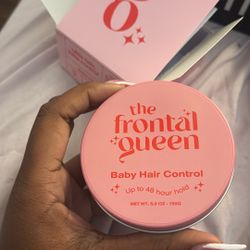 the
frontal
queen
Baby Hair Control
Up to 48 hour hold